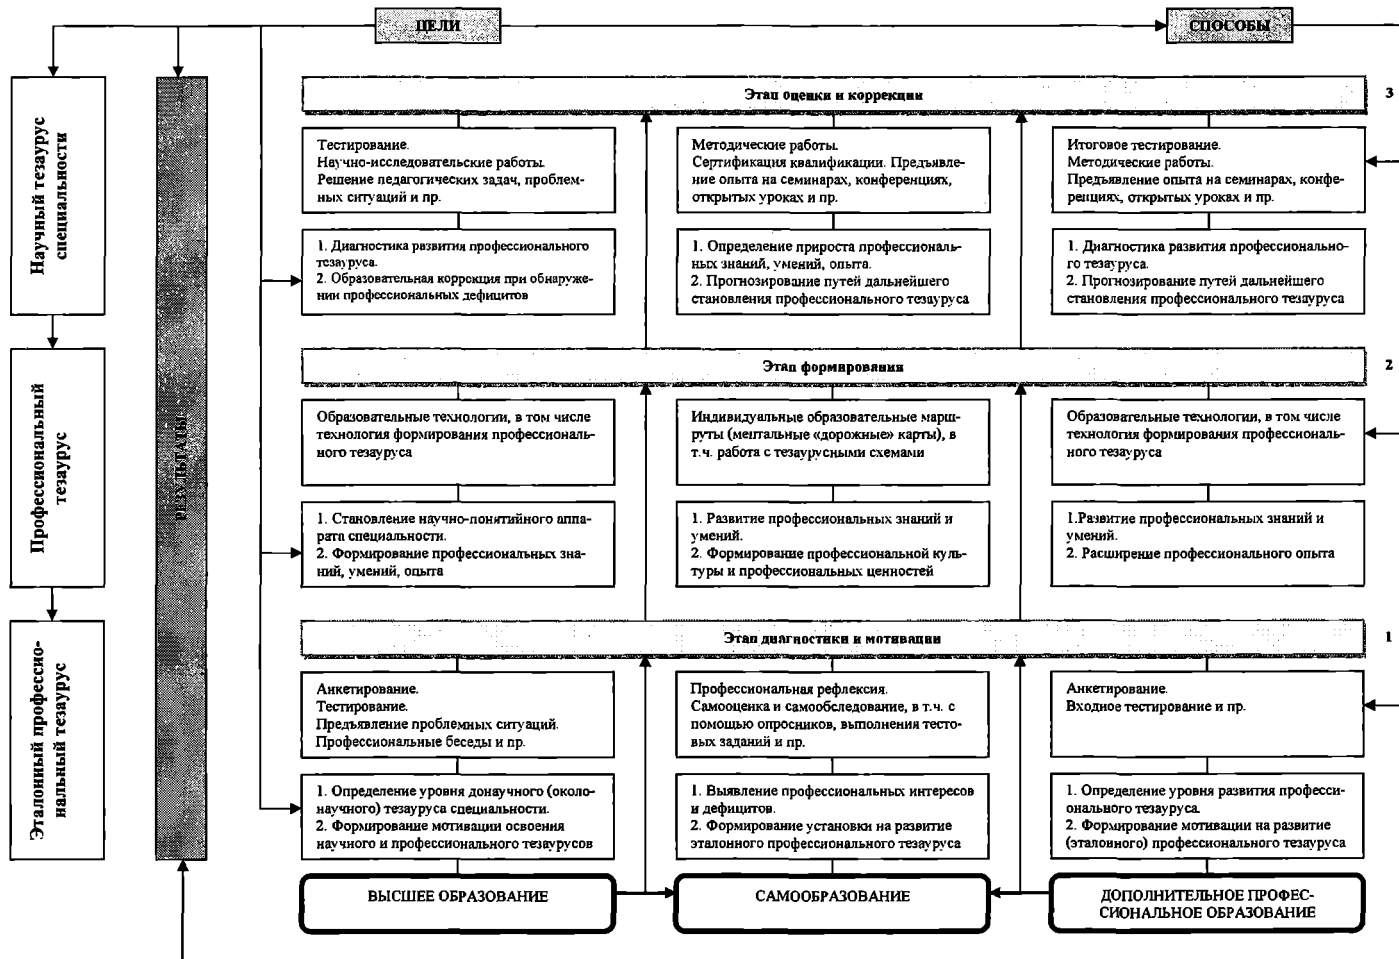 ЦЕЛИ
СПОСОБЫ
Научный тезаурус
специальности
Профессиональный
тезаурус
Эталонный профессио-
нальный тезаурус
РЕЗУЛЬТАТЫ
Этап оценки и коррекции
3
Тестирование.
Научно-исследовательские работы.
Решение педагогических задач, проблем-
ных ситуаций и пр.
Методические работы.
Сертификация квалификации. Предъявле-
ние опыта на семинарах, конференциях,
открытых уроках и пр.
Итоговое тестирование.
Методические работы.
Предъявление опыта на семинарах, конфе-
ренциях, открытых уроках и пр.
1. Диагностика развития профессионального
тезауруса.
2. Образовательная коррекция при обнаруже-
нии профессиональных дефицитов
1. Определение прироста профессиональ-
ных знаний, умений, опыта.
2. Прогнозирование путей дальнейшего
становления профессионального тезауруса
1. Диагностика развития профессионально-
го тезауруса.
2. Прогнозирование путей дальнейшего
становления профессионального тезауруса
Этап формирования
2
Образовательные технологии, в том числе
технология формирования профессиональ-
ного тезауруса
Индивидуальные образовательные марш-
руты (ментальные «дорожные» карты), в
т.ч. работа с тезаурусными схемами
Образовательные технологии, в том числе
технология формирования профессиональ-
ного тезауруса
1. Становление научно-понятийного аппа-
рата специальности.
2. Формирование профессиональных зна-
ний, умений, опыта
1. Развитие профессиональных знаний и
умений.
2. Формирование профессиональной куль-
туры и профессиональных ценностей
1.Развитие профессиональных знаний и
умений.
2. Расширение профессионального опыта
Этап диагностики и мотивации
1
Анкетирование.
Тестирование.
Предъявление проблемных ситуаций.
Профессиональные беседы и пр.
Профессиональная рефлексия.
Самооценка и самообследование, в т.ч. с
помощью опросников, выполнения тесто-
вых заданий и пр.
Анкетирование.
Входное тестирование и пр.
1. Определение уровня донаучного (около-
научного) тезауруса специальности.
2. Формирование мотивации освоения
научного и профессионального тезаурусов
1. Выявление профессиональных интересов
и дефицитов.
2. Формирование установки на развитие
эталонного профессионального тезауруса
1. Определение уровня развития професси-
онального тезауруса.
2. Формирование мотивации на развитие
(эталонного) профессионального тезауруса
ВЫСШЕЕ ОБРАЗОВАНИЕ
САМООБРАЗОВАНИЕ
ДОПОЛНИТЕЛЬНОЕ ПРОФЕС-
СИОНАЛЬНОЕ ОБРАЗОВАНИЕ